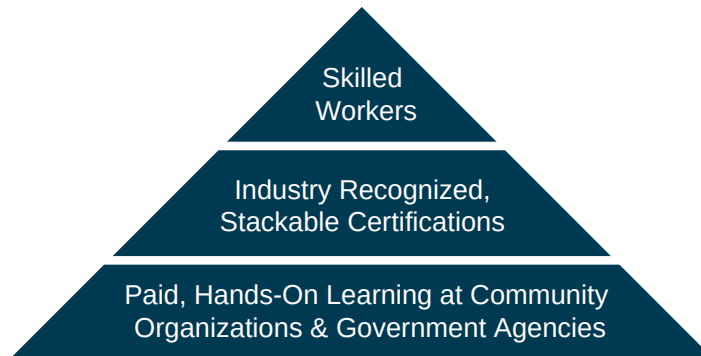 Skilled
Workers
Industry Recognized,
Stackable Certifications
Paid, Hands-On Learning at Community
Organizations & Government Agencies